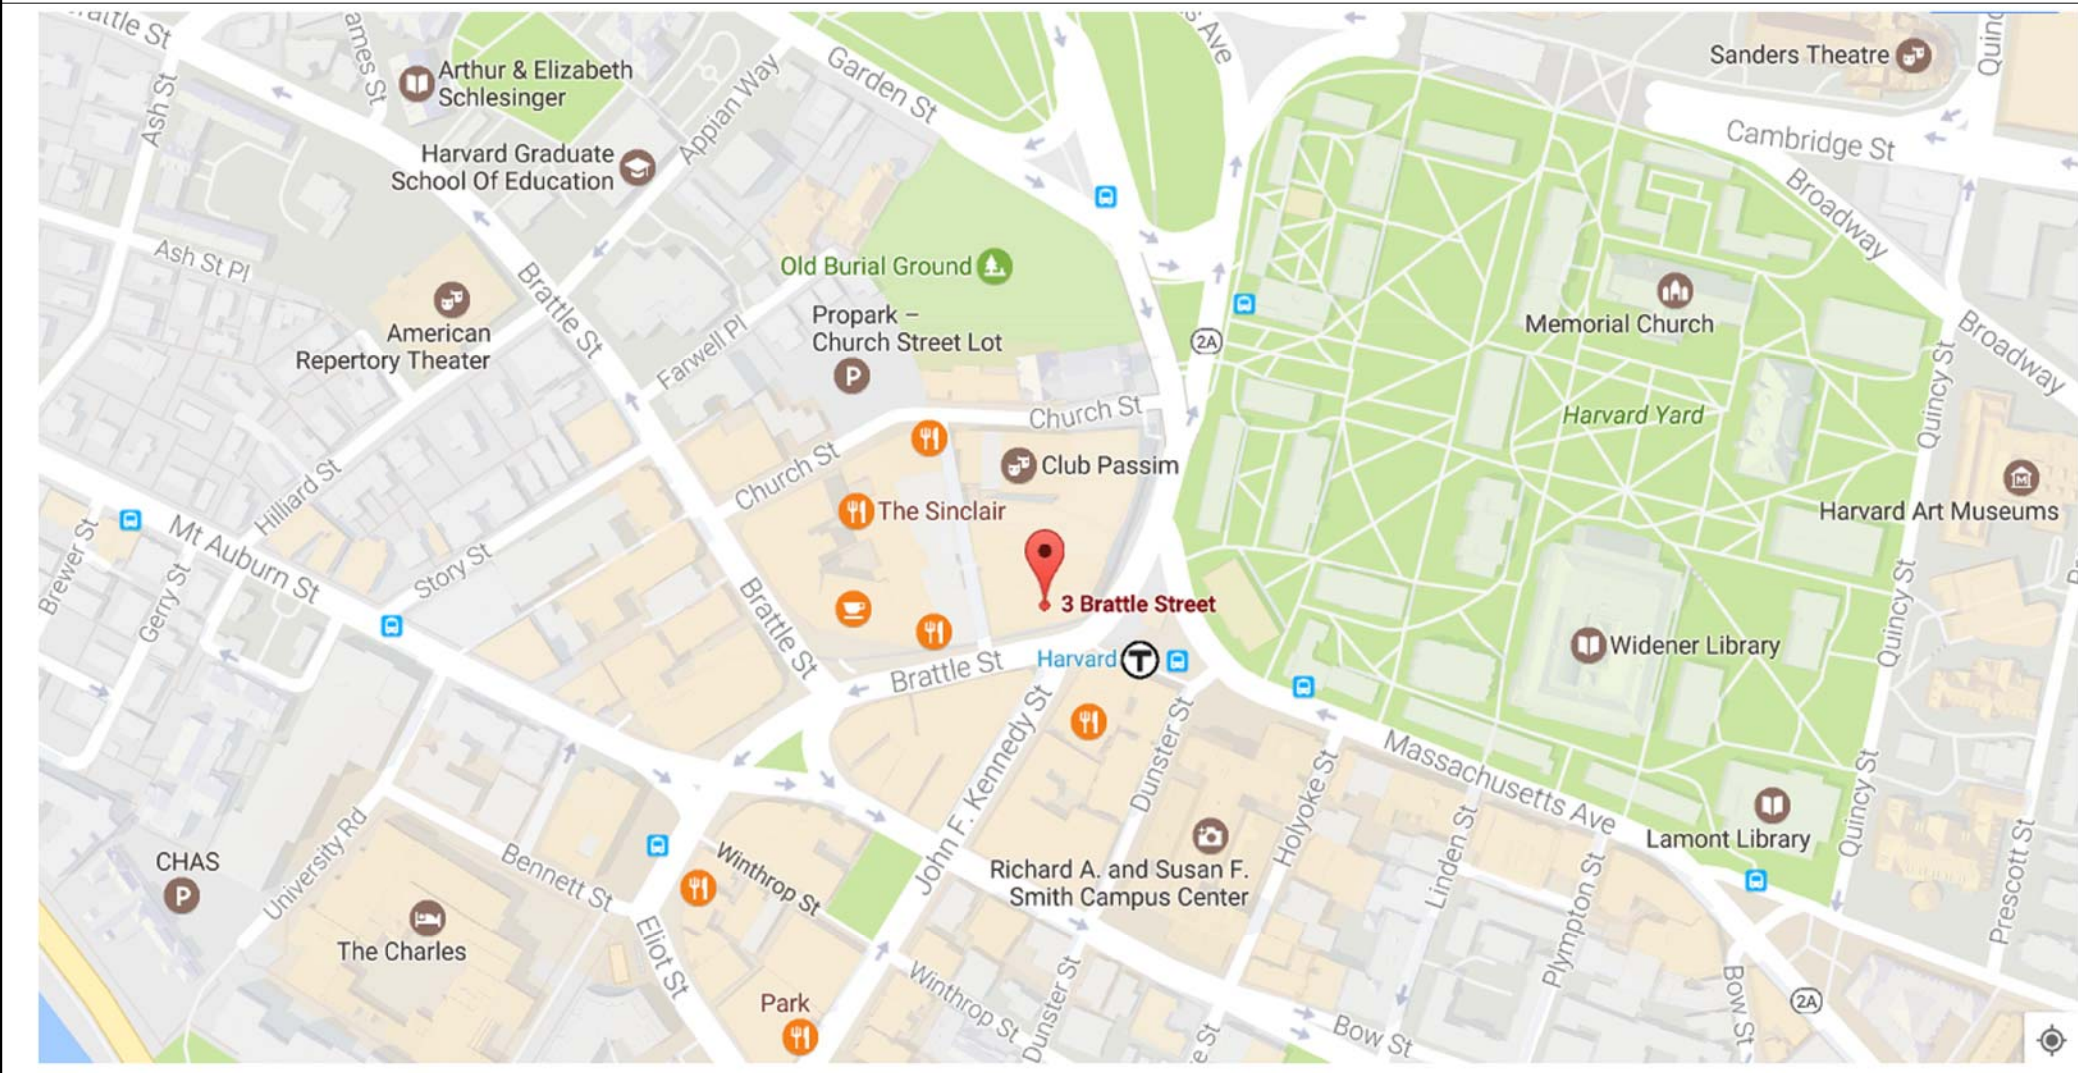 rattle St
ames St
s Ave
Quinc
Sanders Theatre
Arthur & Elizabeth
Schlesinger
Garden St
Ash St
Appian Way
Cambridge St
Harvard Graduate
School Of Education
Broadway
Ash St Pl
Old Burial Ground
Brattle St
American
Repertory Theater
Propark –
Church Street Lot
P
Farwell Pl
2A
Memorial Church
Broadway
Quincy St
Church St
Harvard Yard
Club Passim
Church St
Hilliard St
The Sinclair
Harvard Art Museums
M
Mt Auburn St
Brewer St
Gerry St
Story St
Brattle St
3 Brattle Street
Quincy St
Widener Library
Harvard
T
Brattle St
John F. Kennedy St
Dunster St
Holyoke St
Massachusetts Ave
Quincy St
Lamont Library
CHAS
P
University Rd
Bennett St
Winthrop St
Richard A. and Susan F.
Smith Campus Center
Linden St
Plympton St
Prescott St
The Charles
Eliot St
Park
Winthrop St
Dunster St
e St
Bow St
Bow St
2A